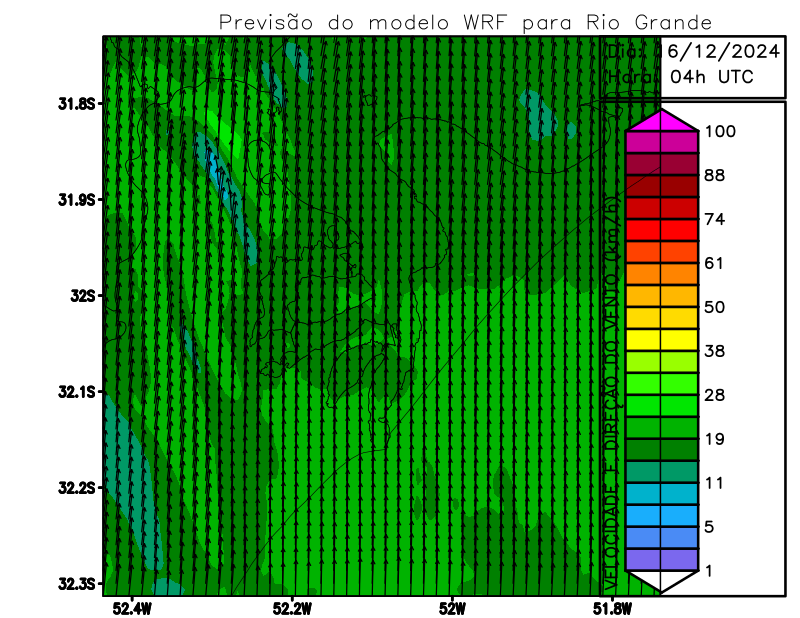 Previsão do modelo WRF para Rio Grande
Dia: 6/12/2024
Hora: 04h UTC
31.8S
31.9S
32S
32.1S
32.2S
32.3S
52.4W
52.2W
52W
51.8W
VELOCIDADE E DIREÇÃO DO VENTO (km/h)
100
88
74
61
50
38
28
19
11
5
1